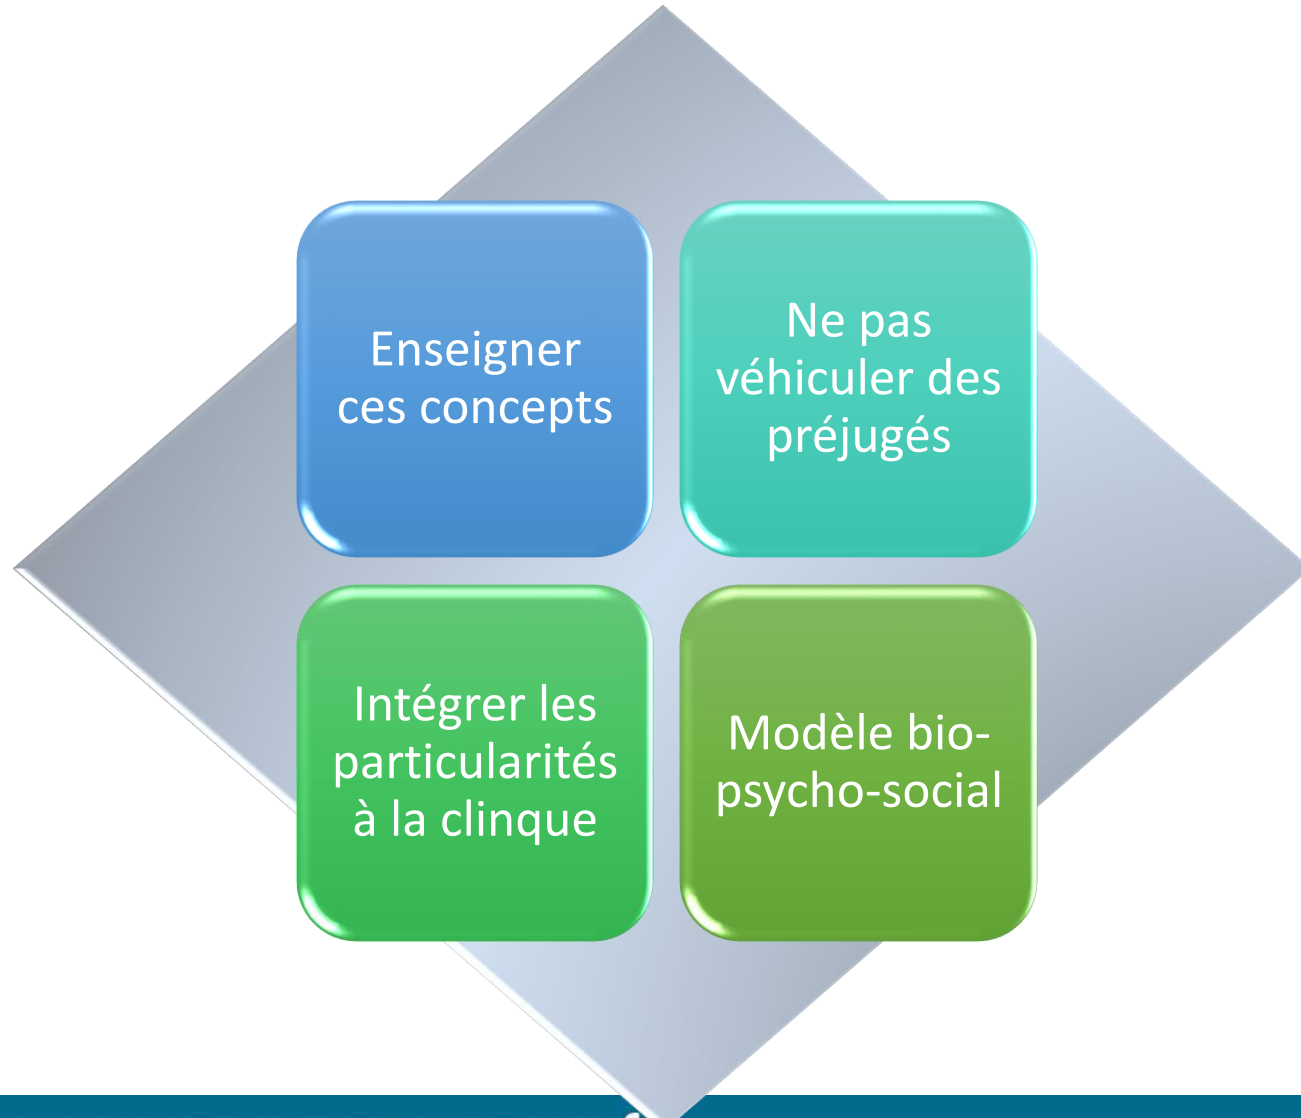 Enseigner
ces concepts
Ne pas
véhiculer des
préjugés
Intégrer les
particularités
à la clinque
Modèle bio-
psycho-social